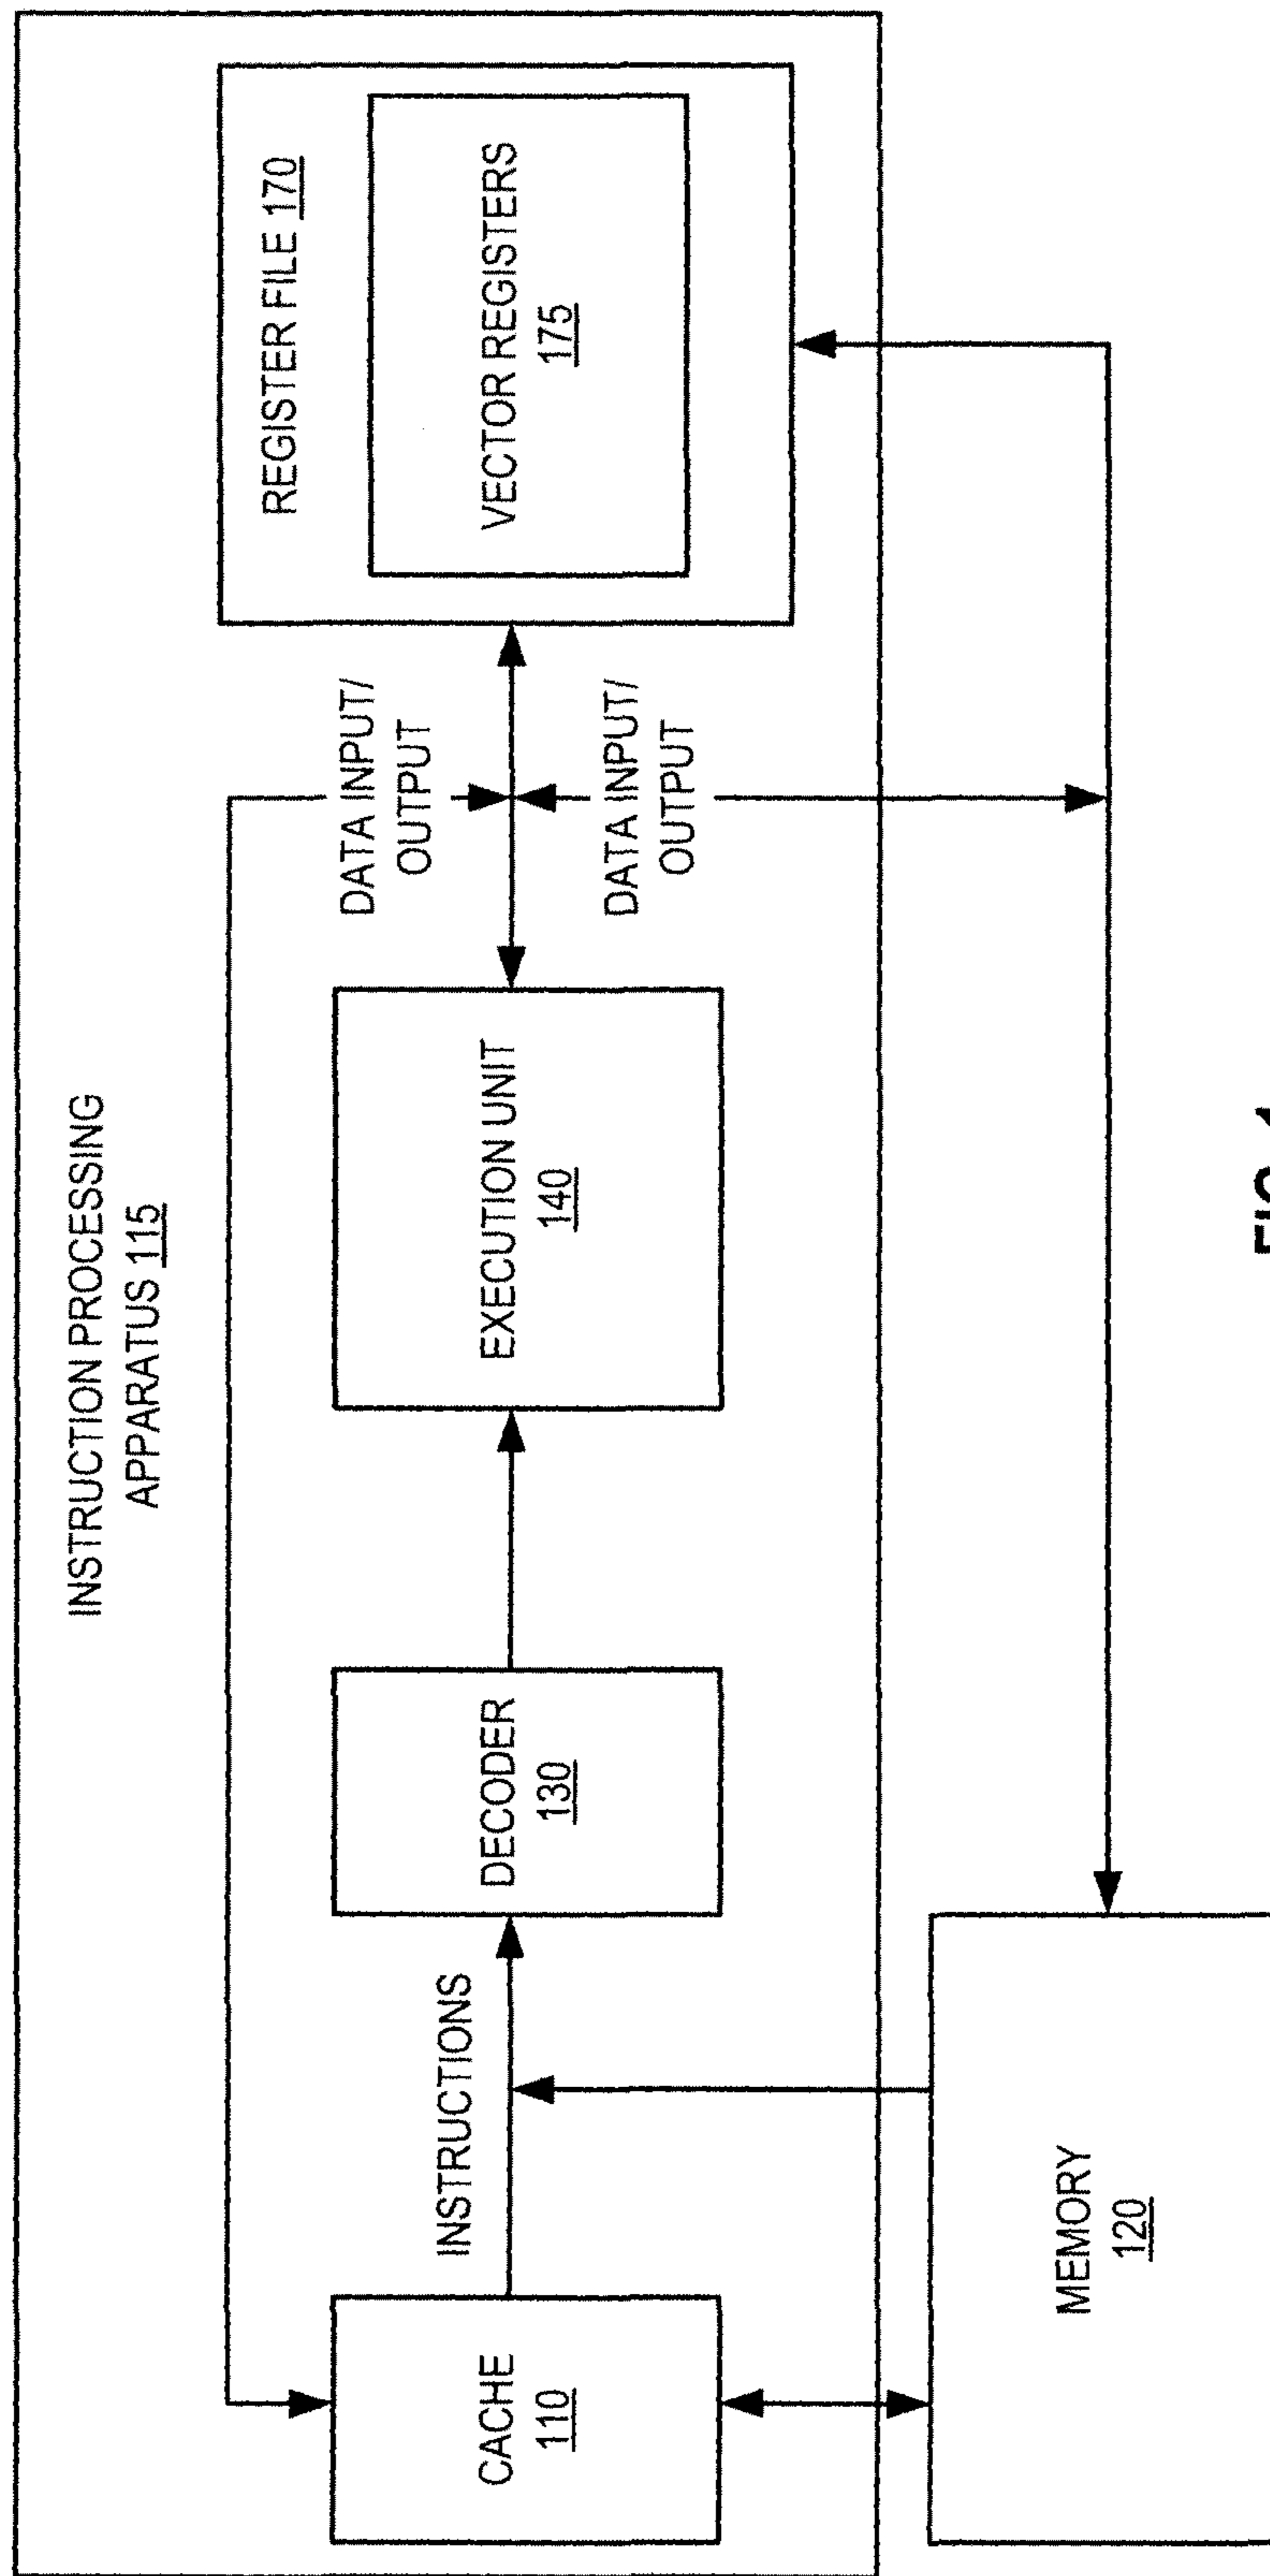 INSTRUCTION PROCESSING
APPARATUS 115
REGISTER FILE 170
VECTOR REGISTERS
175
DATA INPUT/
OUTPUT
DATA INPUT/
OUTPUT
EXECUTION UNIT
140
DECODER
130
INSTRUCTIONS
CACHE
110
MEMORY
120